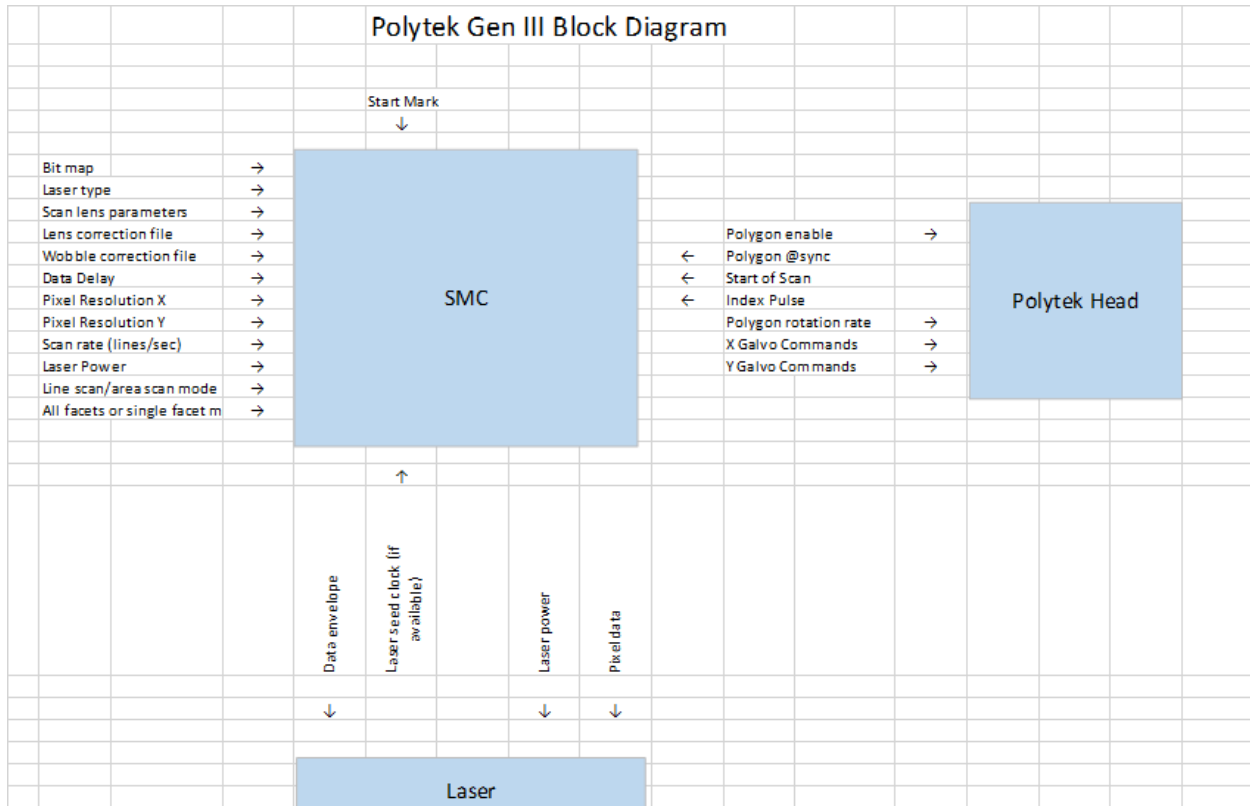 Polytek Gen III Block Diagram
Start Mark
↓
Bit map →
Laser type →
Scan lens parameters →
Lens correction file →
Wobble correction file →
Data Delay →
Pixel Resolution X →
Pixel Resolution Y →
Scan rate (lines/sec) →
Laser Power →
Line scan/area scan mode →
All facets or single facet m →
SMC
Polygon enable →
← Polygon @sync
← Start of Scan
← Index Pulse
Polygon rotation rate →
X Galvo Commands →
Y Galvo Commands →
Polytek Head
↑
Data envelope
Laser seed clock (if
available)
Laser power
Pixel data
↓ ↓ ↓
Laser